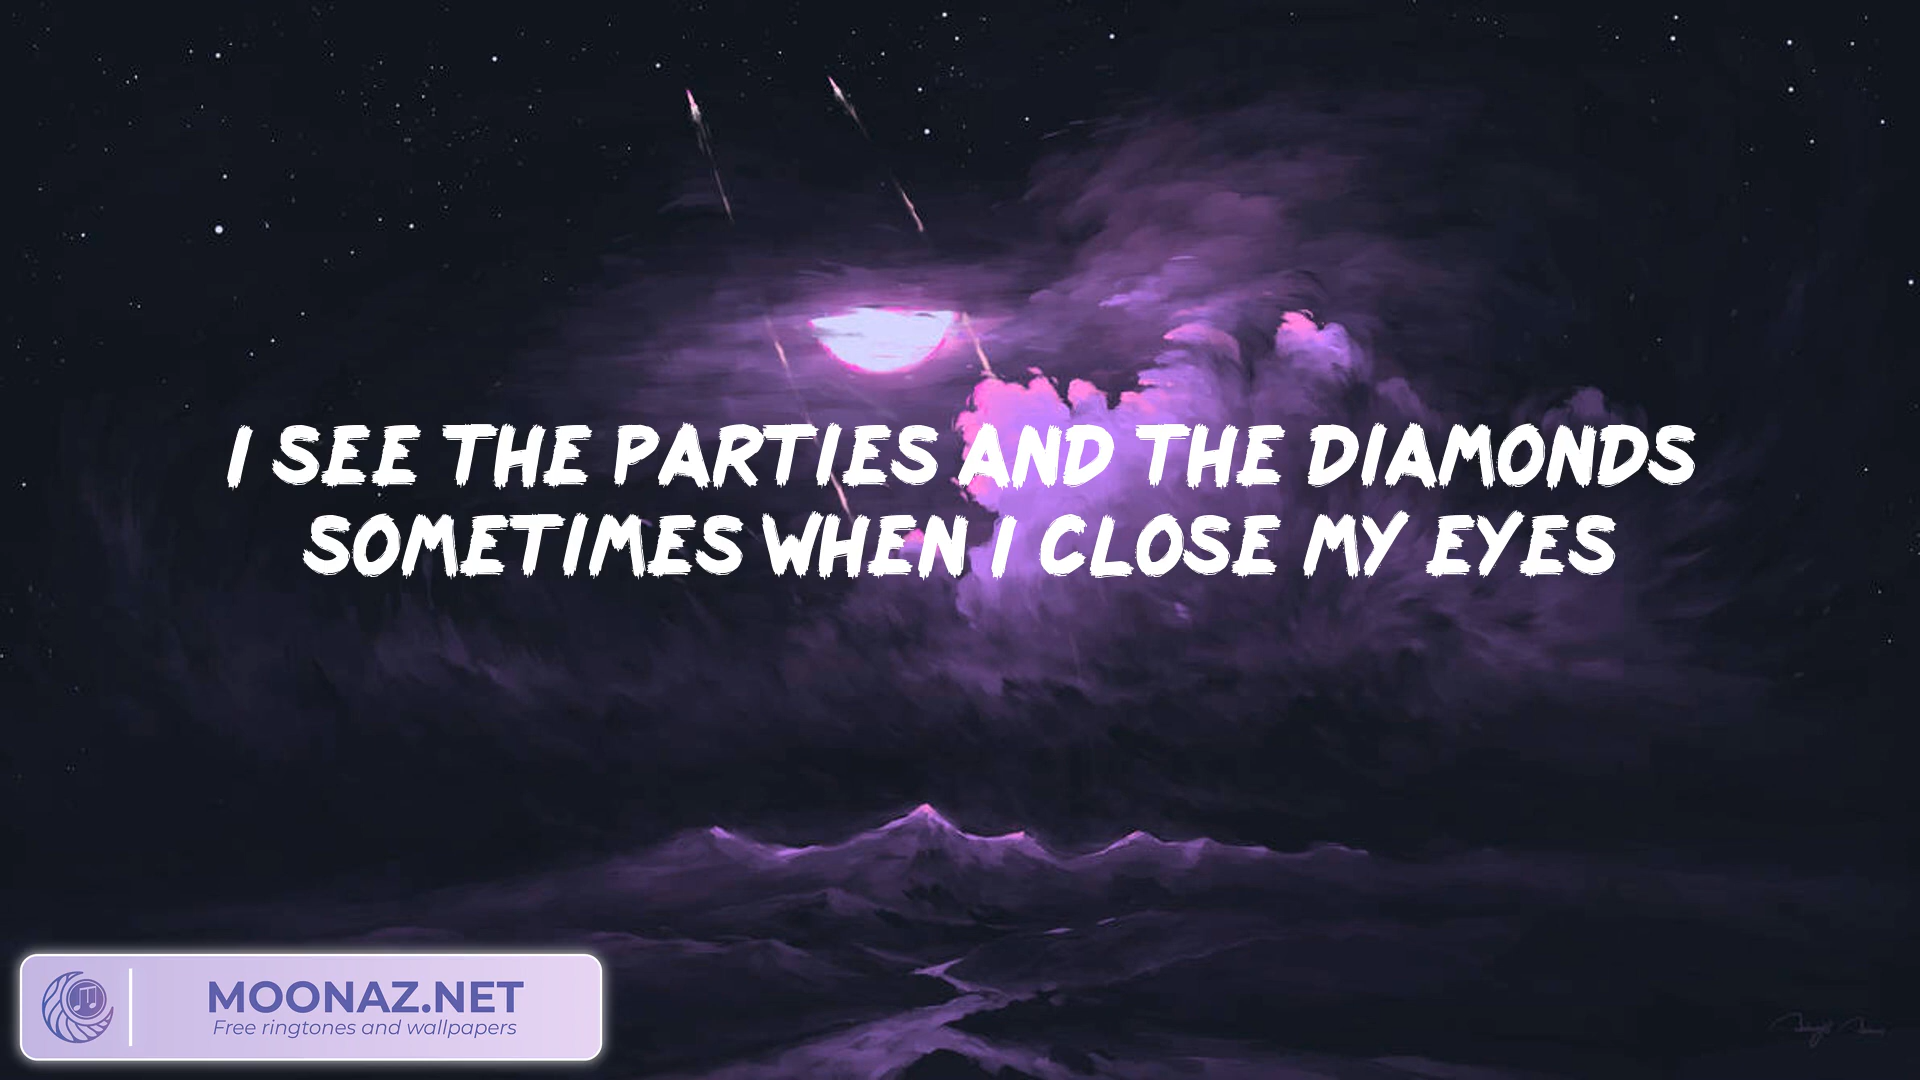 I SEE THE PARTIES AND THE DIAMONDS
SOMETIMES WHEN I CLOSE MY EYES
MOONAZ.NET
Free ringtones and wallpapers